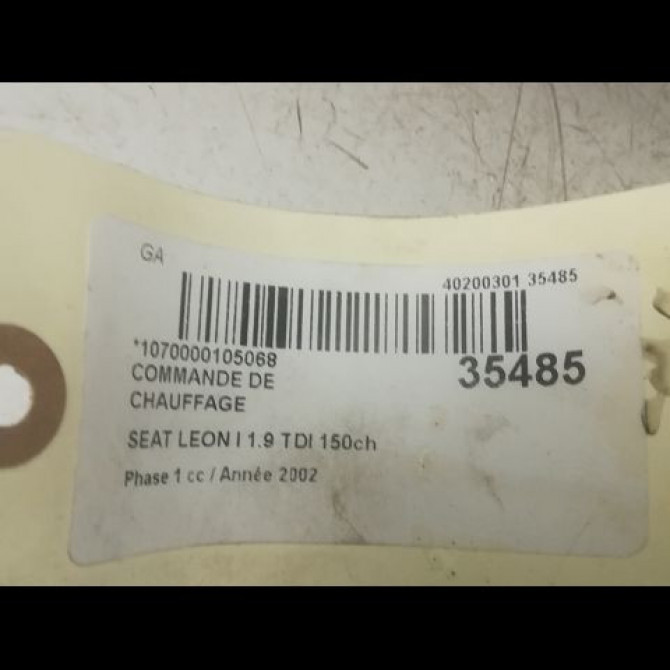 GA
40200301 35485
*1070000105068
35485
COMMANDE DE
CHAUFFAGE
SEAT LEON I 1.9 TDI 150ch
Phase 1 cc / Année 2002